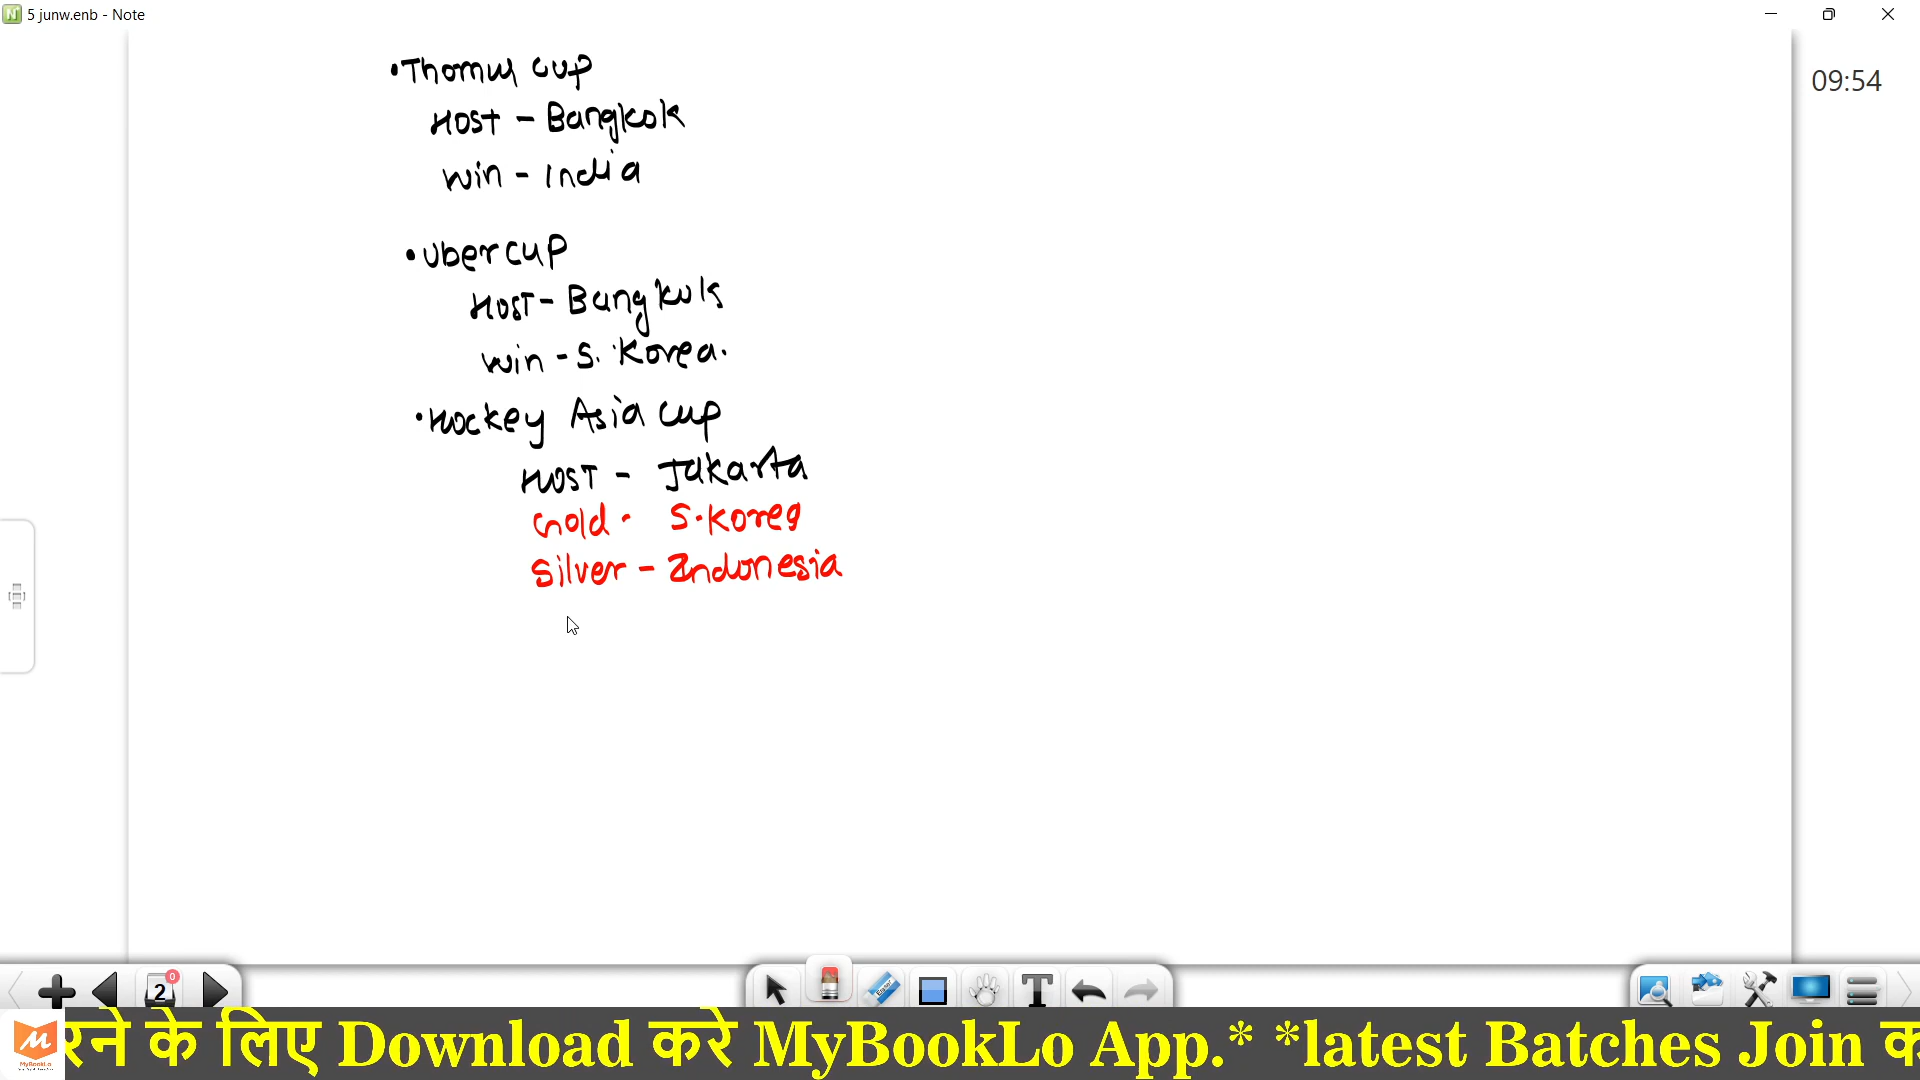 5 junw.enb - Note
09:54
•Thomus cup
Host - Bangkok
win - India
•Uber cup
Host - Bangkok
win - S. Korea.
•Hockey Asia cup
Host - Jakarta
Gold - S.Korea
Silver - Indonesia
2
0
T
MyBookLo
रने के लिए Download करे MyBookLo App.* *latest Batches Join